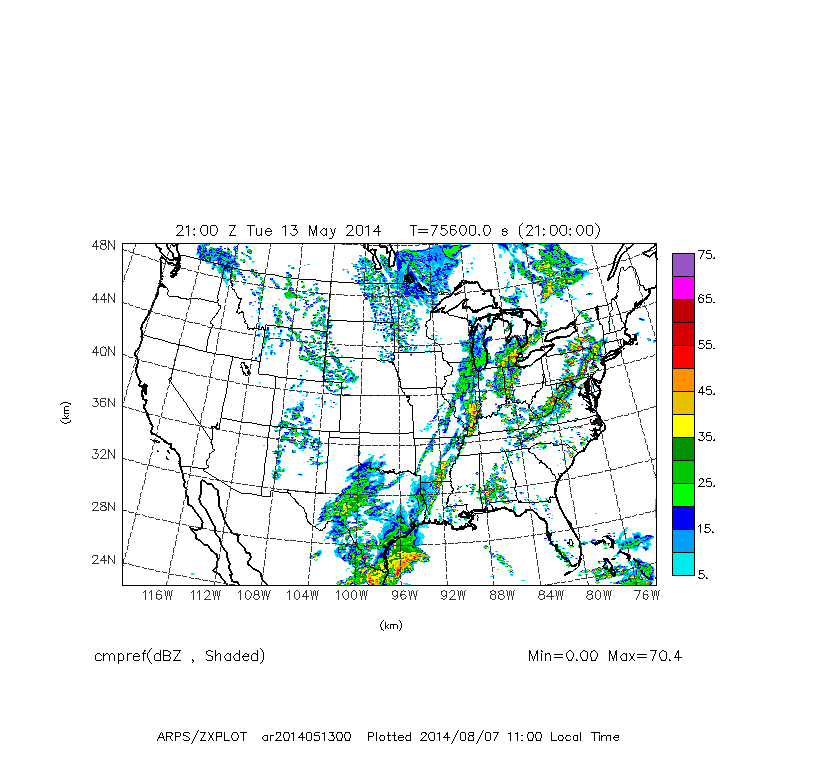 21:00 Z Tue 13 May 2014 T=75600.0 s (21:00:00)
48N
44N
40N
36N
32N
28N
24N
(km)
75.
65.
55.
45.
35.
25.
15.
5.
116W 112W 108W 104W 100W 96W 92W 88W 84W 80W 76W
(km)
cmpref(dBZ , Shaded) Min=0.00 Max=70.4
ARPS/ZXPLOT ar2014051300 Plotted 2014/08/07 11:00 Local Time